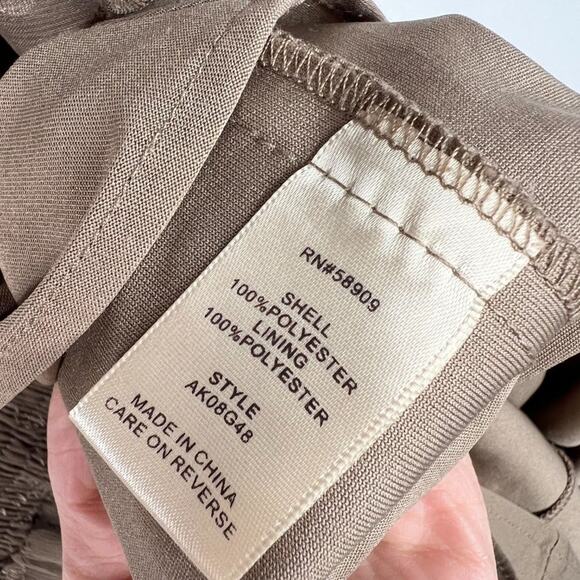 RN#58909
SHELL
100%POLYESTER
LINING
100%POLYESTER
STYLE
AK08G48
MADE IN CHINA
CARE ON REVERSE